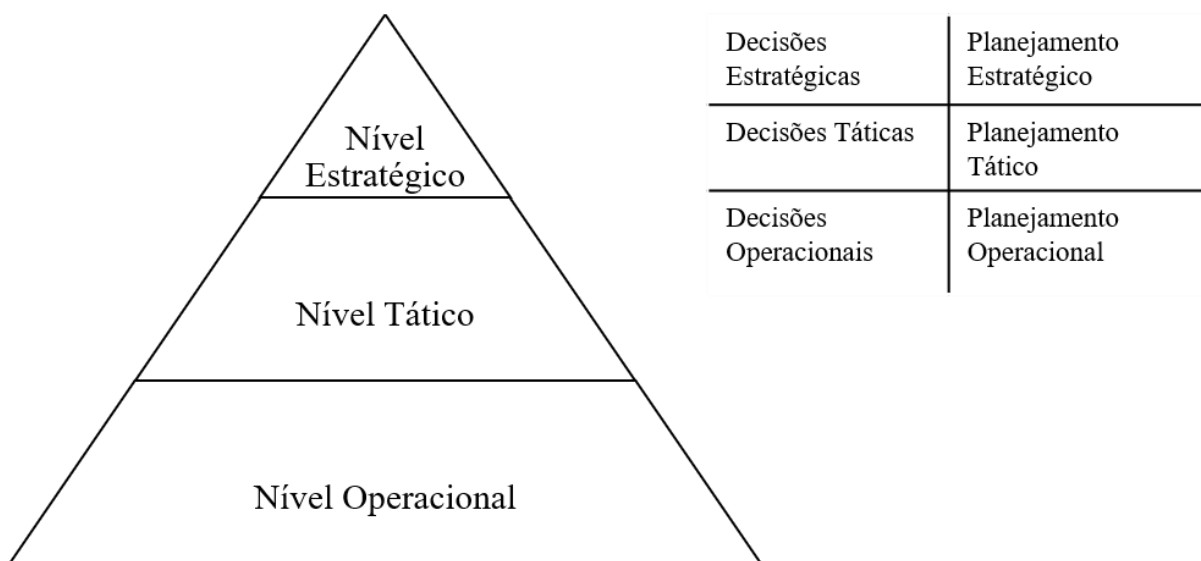 Nível
Estratégico
Nível Tático
Nível Operacional
Decisões
Estratégicas
Planejamento
Estratégico
Decisões Táticas
Planejamento
Tático
Decisões
Operacionais
Planejamento
Operacional